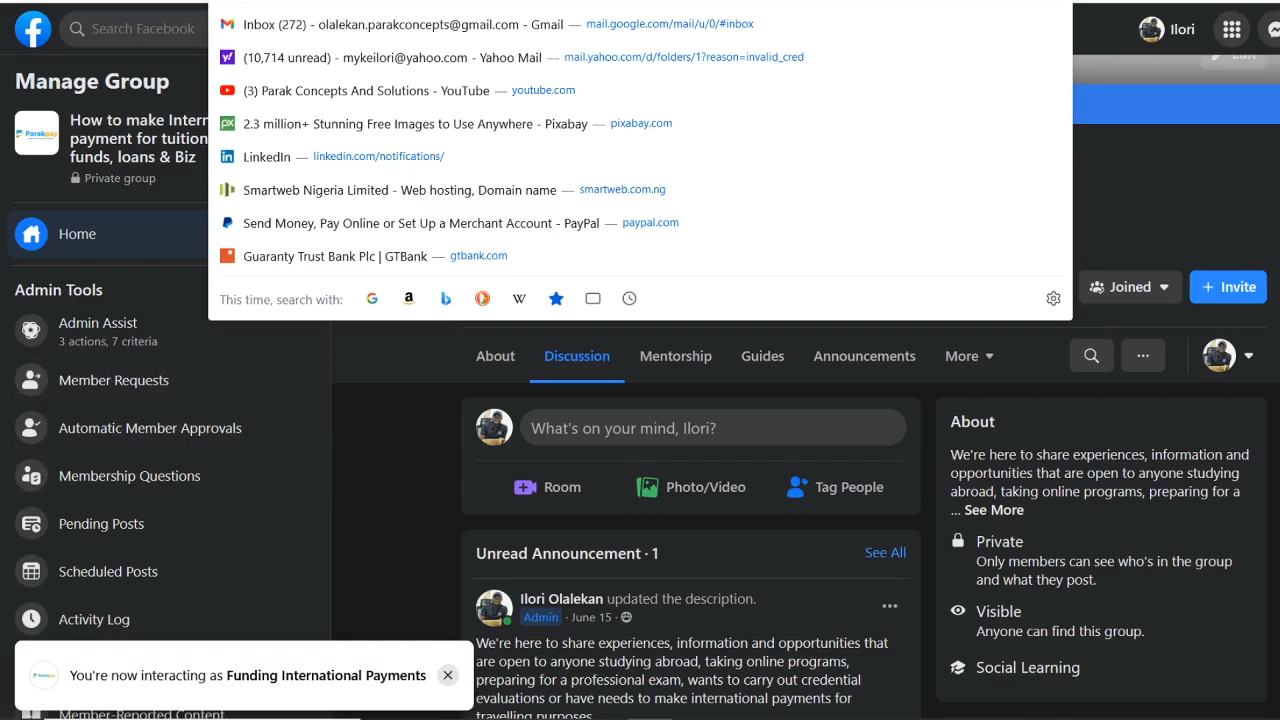 Search Facebook
Inbox (272) - olalekan.parakconcepts@gmail.com - Gmail — mail.google.com/mail/u/0/#inbox
(10,714 unread) - mykeilori@yahoo.com - Yahoo Mail — mail.yahoo.com/d/folders/1?reason=invalid_cred
(3) Parak Concepts And Solutions - YouTube — youtube.com
2.3 million+ Stunning Free Images to Use Anywhere - Pixabay — pixabay.com
LinkedIn — linkedin.com/notifications/
Smartweb Nigeria Limited - Web hosting, Domain name — smartweb.com.ng
Send Money, Pay Online or Set Up a Merchant Account - PayPal — paypal.com
Guaranty Trust Bank Plc | GTBank — gtbank.com
This time, search with:
Ilori
Edit
Manage Group
Parakpay
How to make Intern
payment for tuition
funds, loans & Biz
Private group
Home
Admin Tools
Admin Assist
3 actions, 7 criteria
Member Requests
Automatic Member Approvals
Membership Questions
Pending Posts
Scheduled Posts
Activity Log
Member-Reported Content
You're now interacting as Funding International Payments
Joined
+ Invite
About
Discussion
Mentorship
Guides
Announcements
More
What's on your mind, Ilori?
Room
Photo/Video
Tag People
Unread Announcement · 1
See All
Ilori Olalekan updated the description.
Admin · June 15 ·
We're here to share experiences, information and opportunities that
are open to anyone studying abroad, taking online programs,
preparing for a professional exam, wants to carry out credential
evaluations or have needs to make international payments for
travelling purposes.
About
We're here to share experiences, information and
opportunities that are open to anyone studying
abroad, taking online programs, preparing for a
... See More
Private
Only members can see who's in the group
and what they post.
Visible
Anyone can find this group.
Social Learning